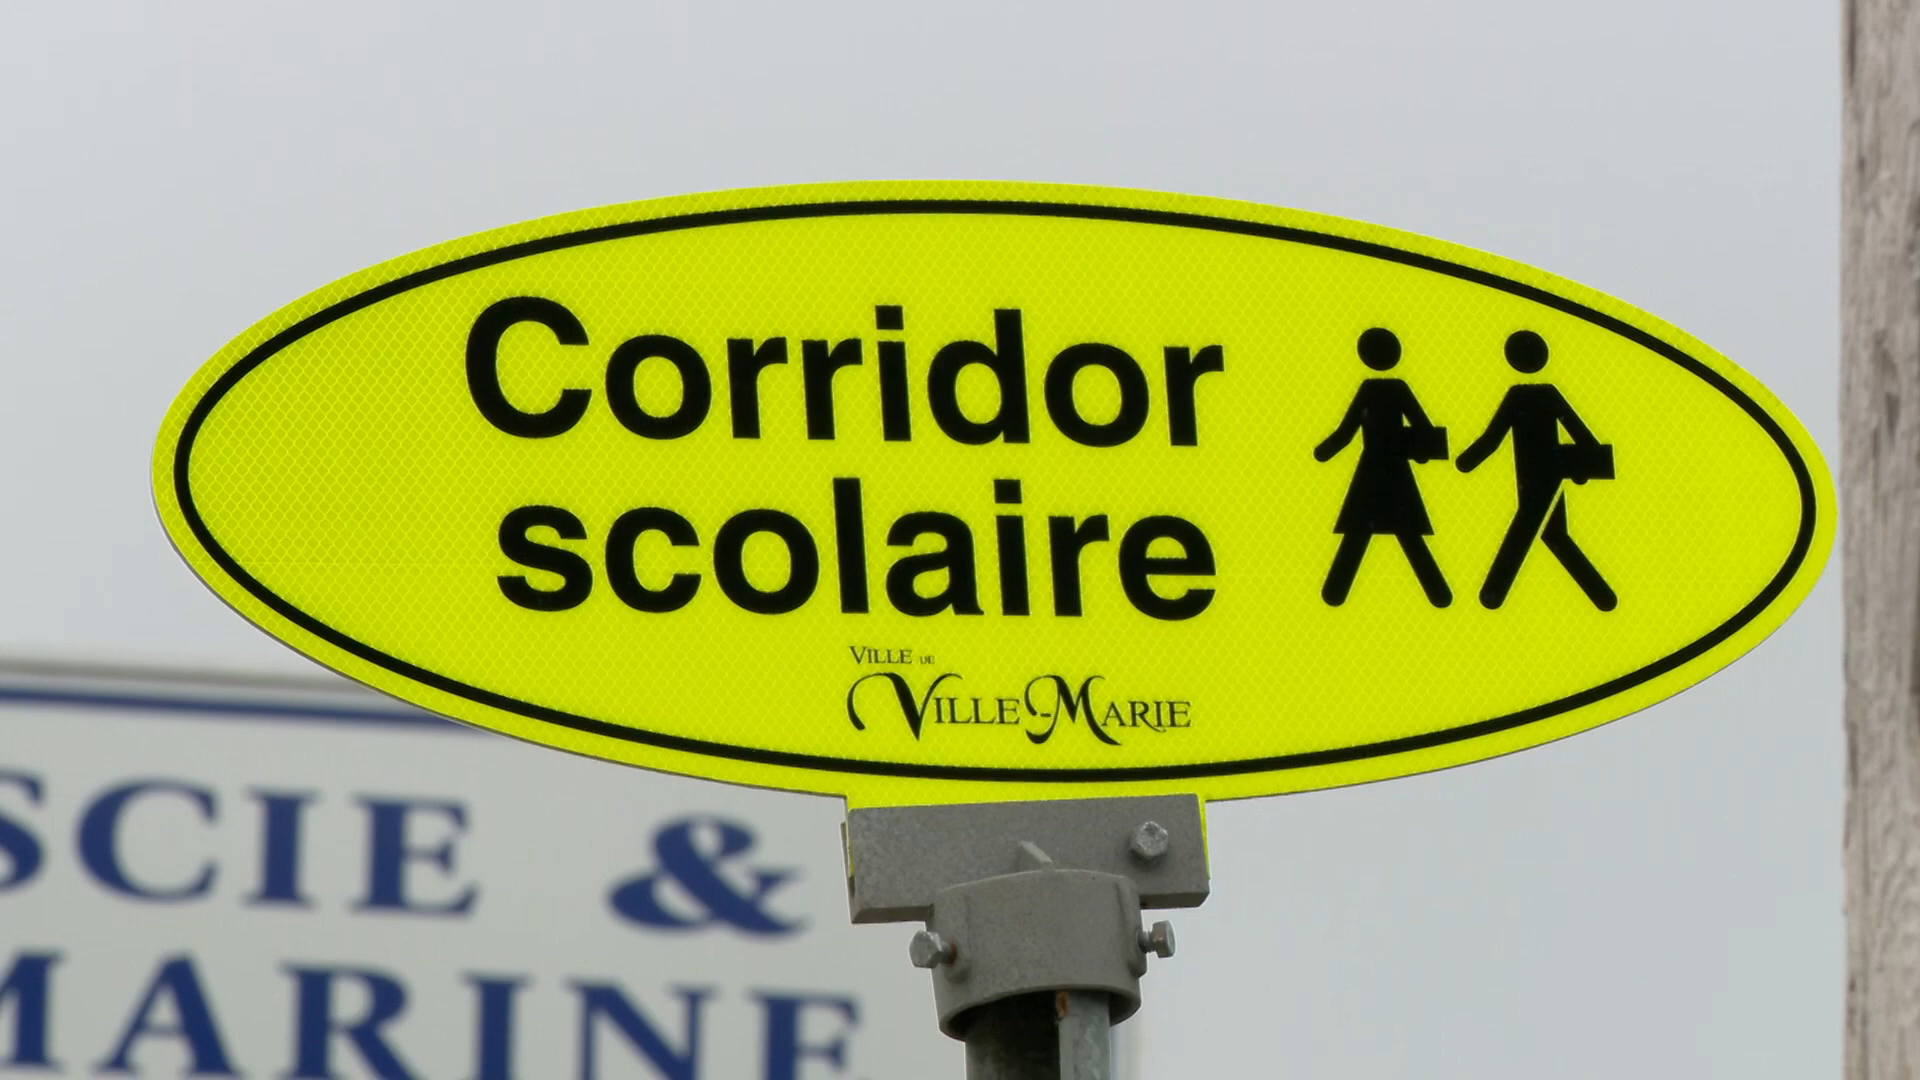 Corridor
scolaire
VILLE DE
VILLE-MARIE
SCIE &
MARINE